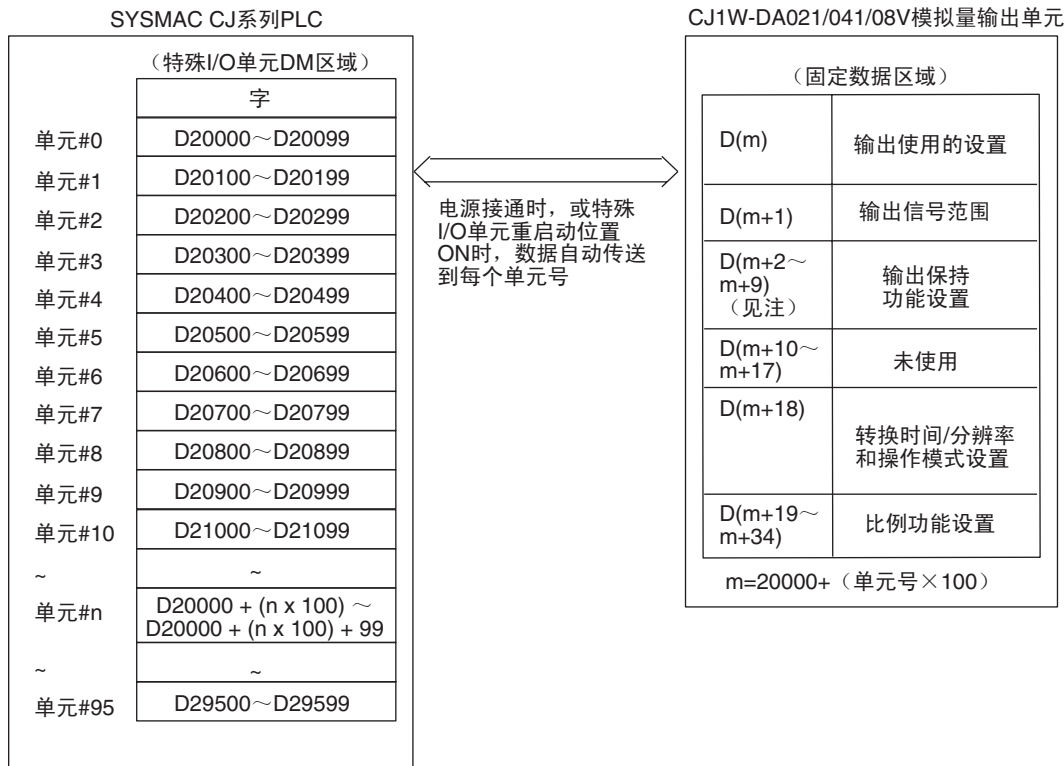 SYSMAC CJ系列PLC
（特殊I/O单元DM区域）
字
单元#0 D20000～D20099
单元#1 D20100～D20199
单元#2 D20200～D20299
单元#3 D20300～D20399
单元#4 D20400～D20499
单元#5 D20500～D20599
单元#6 D20600～D20699
单元#7 D20700～D20799
单元#8 D20800～D20899
单元#9 D20900～D20999
单元#10 D21000～D21099
~ ~
单元#n D20000 + (n x 100) ～
D20000 + (n x 100) + 99
~ ~
单元#95 D29500～D29599
电源接通时，或特殊
I/O单元重启动位置
ON时，数据自动传送
到每个单元号
CJ1W-DA021/041/08V模拟量输出单元
（固定数据区域）
D(m) 输出使用的设置
D(m+1) 输出信号范围
D(m+2～
m+9)
（见注）
输出保持
功能设置
D(m+10～
m+17)
未使用
D(m+18)
转换时间/分辨率
和操作模式设置
D(m+19～
m+34)
比例功能设置
m=20000+（单元号×100）